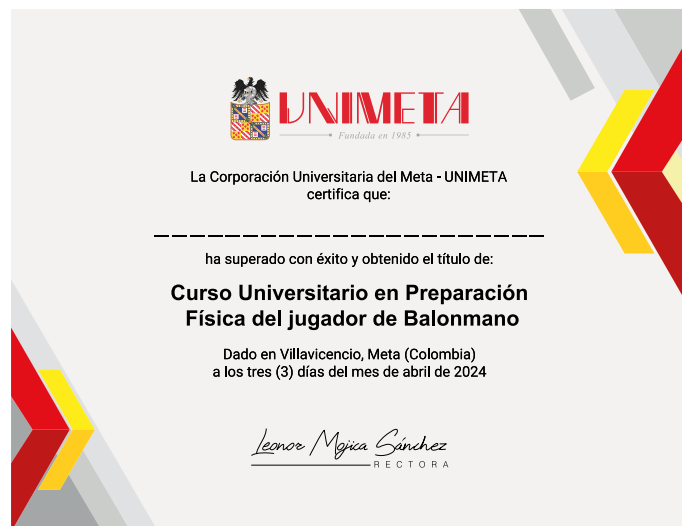 UNIMETA
Fundada en 1985
La Corporación Universitaria del Meta - UNIMETA
certifica que:
ha superado con éxito y obtenido el título de:
Curso Universitario en Preparación
Física del jugador de Balonmano
Dado en Villavicencio, Meta (Colombia)
a los tres (3) días del mes de abril de 2024
Leonor Mojica Sánchez
RECTORA